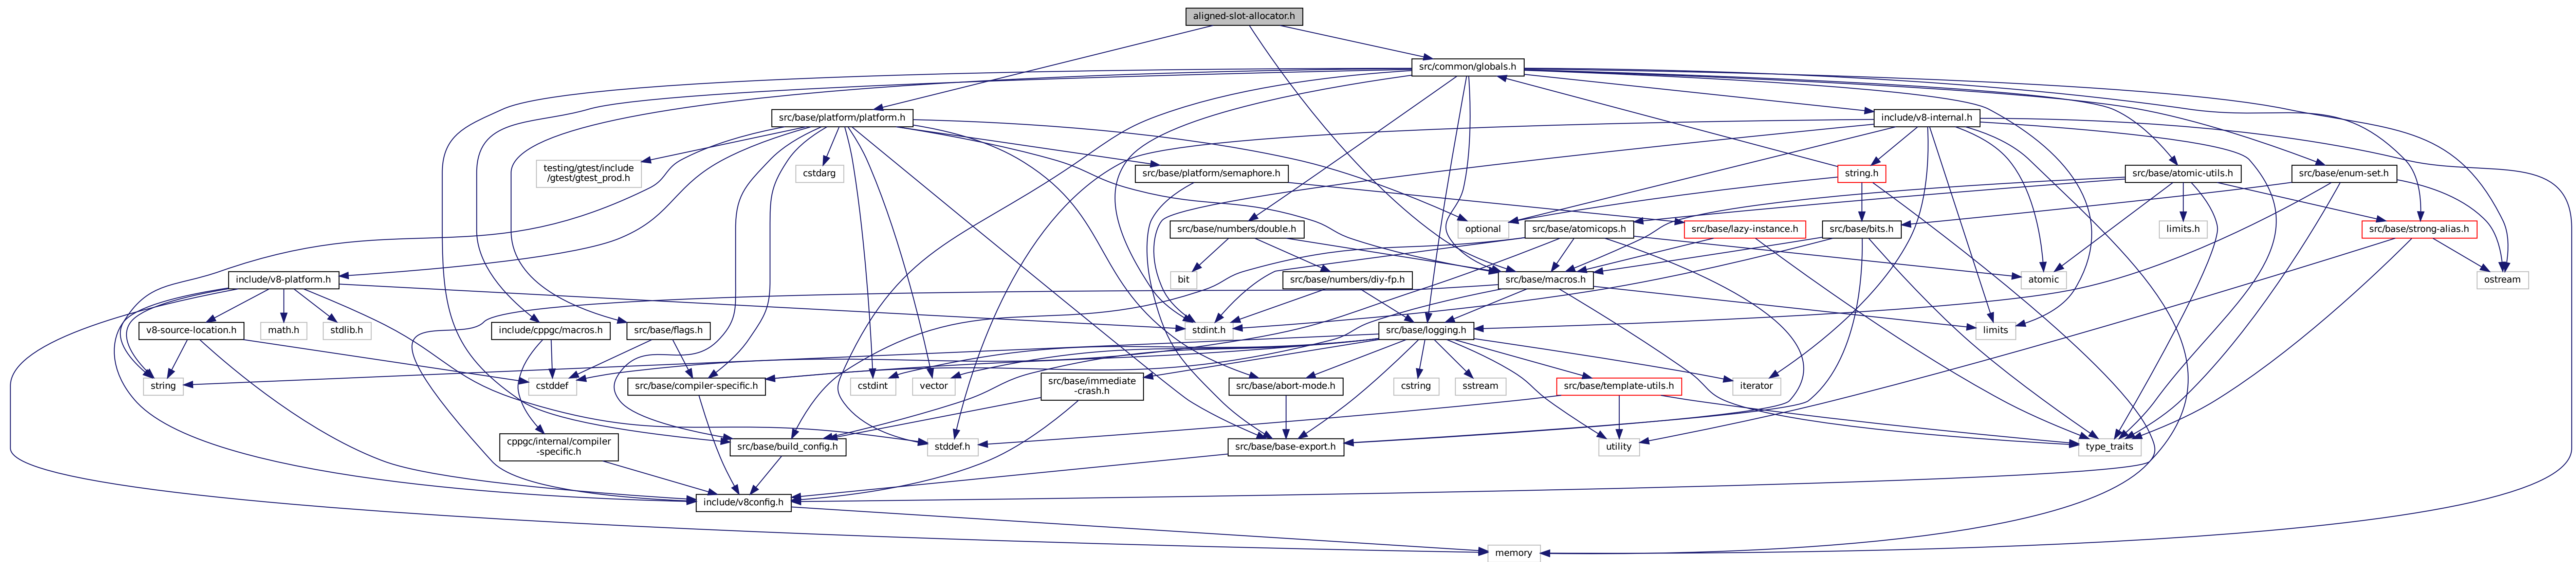 aligned-slot-allocator.h
src/common/globals.h
src/base/platform/platform.h
include/v8-internal.h
testing/gtest/include
/gtest/gtest_prod.h
cstdarg
src/base/platform/semaphore.h
string.h
src/base/atomic-utils.h
src/base/enum-set.h
src/base/numbers/double.h
optional
src/base/atomicops.h
src/base/lazy-instance.h
src/base/bits.h
limits.h
src/base/strong-alias.h
include/v8-platform.h
bit
src/base/numbers/diy-fp.h
src/base/macros.h
atomic
ostream
v8-source-location.h
math.h
stdlib.h
include/cppgc/macros.h
src/base/flags.h
stdint.h
src/base/logging.h
limits
string
cstddef
src/base/compiler-specific.h
cstdint
vector
src/base/immediate
-crash.h
src/base/abort-mode.h
cstring
sstream
src/base/template-utils.h
iterator
cppgc/internal/compiler
-specific.h
src/base/build_config.h
stddef.h
src/base/base-export.h
utility
type_traits
include/v8config.h
memory